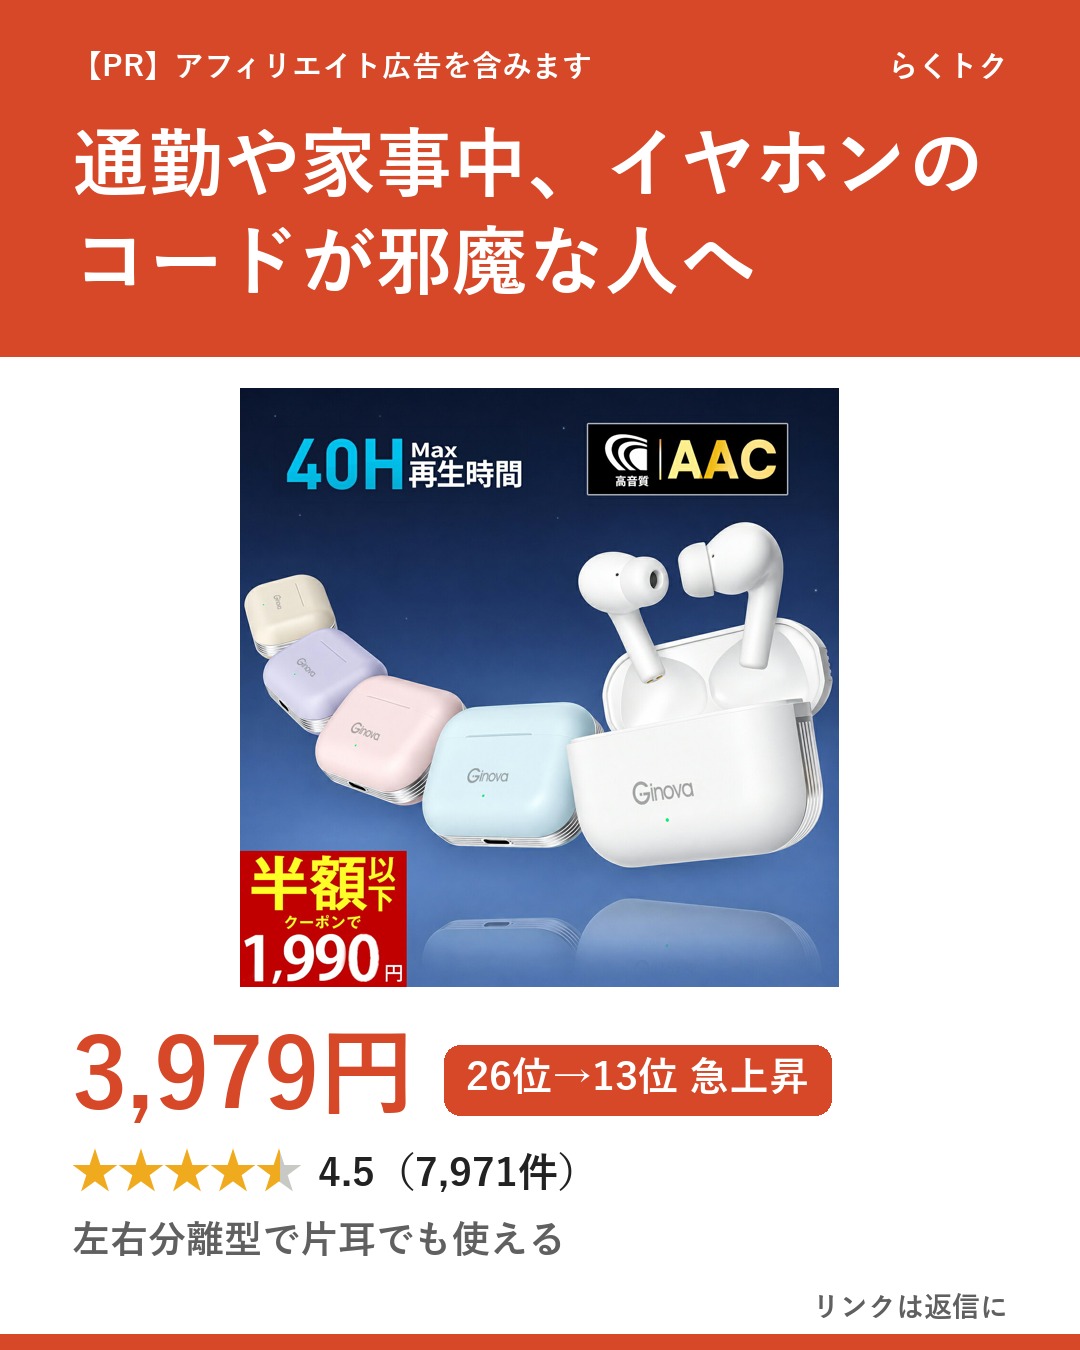 【PR】アフィリエイト広告を含みます
らくトク
通勤や家事中、イヤホンの
コードが邪魔な人へ
40H Max 再生時間
高音質 AAC
Ginova
Ginova
Ginova
Ginova
Ginova
半額以下
クーポンで
1,990円
3,979円
26位→13位 急上昇
4.5（7,971件）
左右分離型で片耳でも使える
リンクは返信に